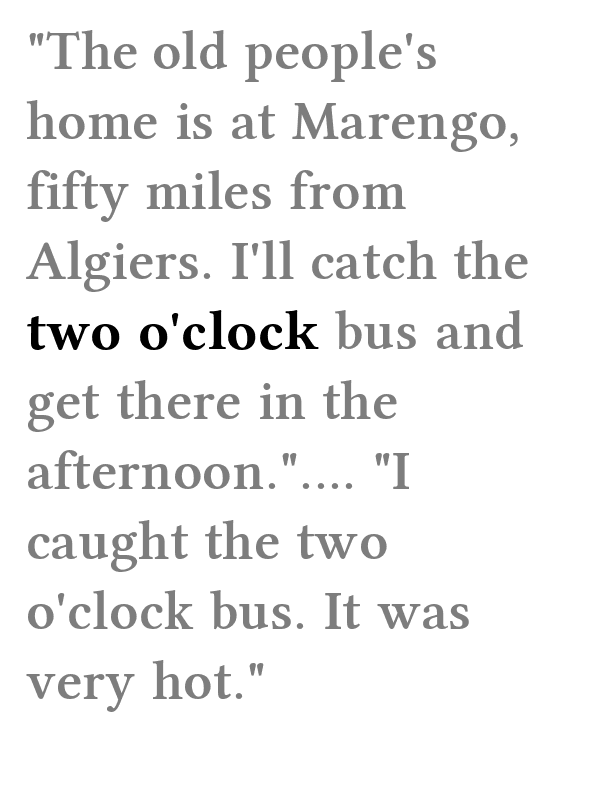 "The old people's
home is at Marengo,
fifty miles from
Algiers. I'll catch the
two o'clock bus and
get there in the
afternoon.".... "I
caught the two
o'clock bus. It was
very hot."